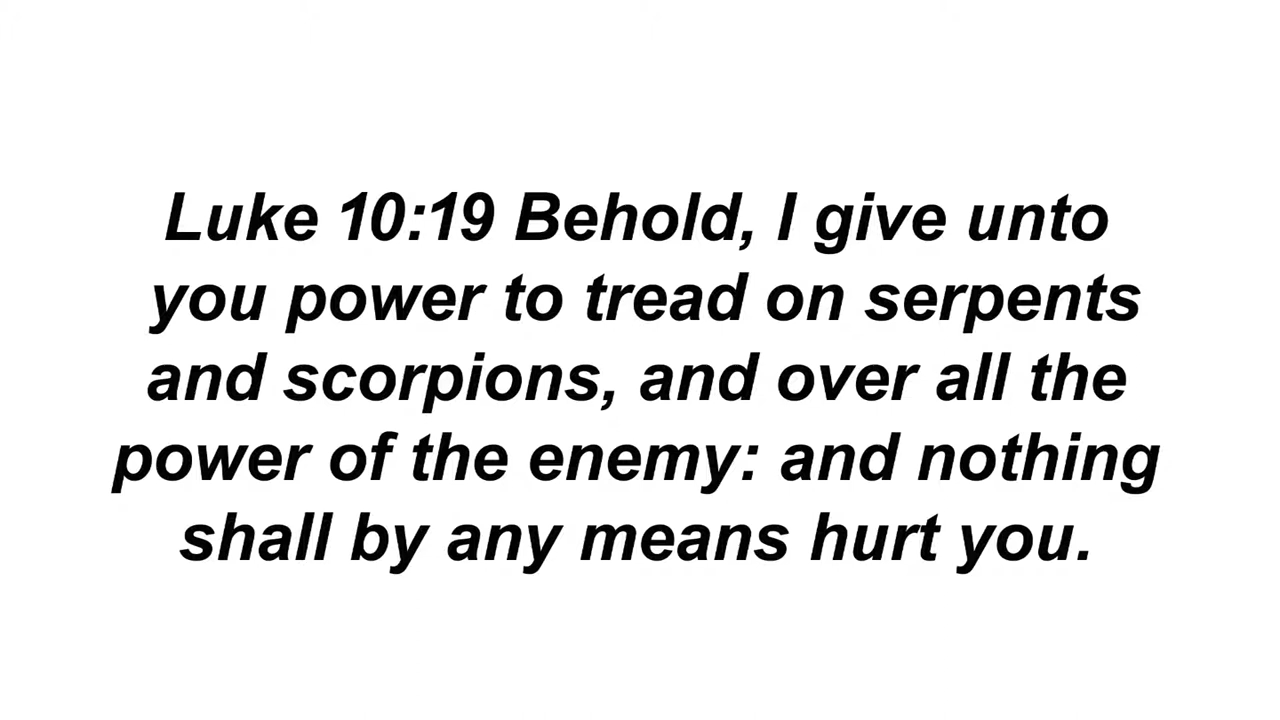 Luke 10:19 Behold, I give unto
you power to tread on serpents
and scorpions, and over all the
power of the enemy: and nothing
shall by any means hurt you.